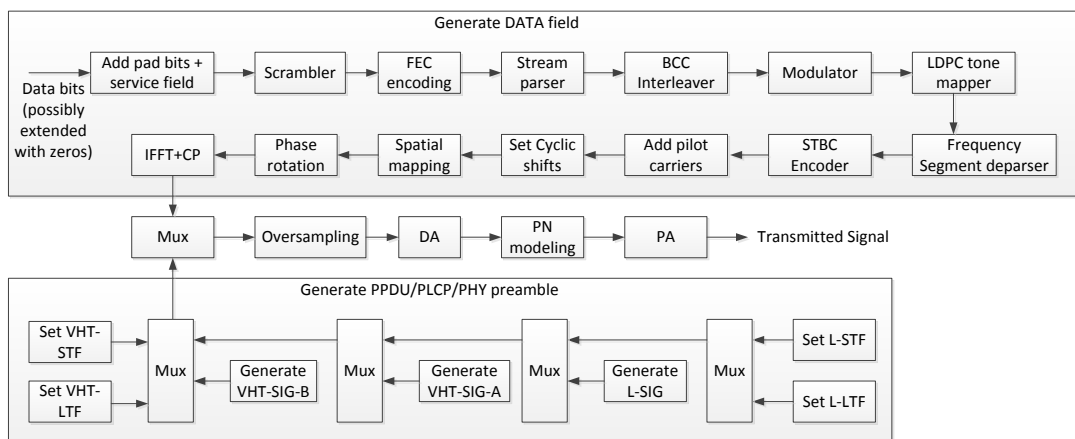 Generate DATA field
Data bits
(possibly
extended
with zeros)
Add pad bits +
service field
Scrambler
FEC
encoding
Stream
parser
BCC
Interleaver
Modulator
LDPC tone
mapper
IFFT+CP
Phase
rotation
Spatial
mapping
Set Cyclic
shifts
Add pilot
carriers
STBC
Encoder
Frequency
Segment deparser
Mux
Oversampling
DA
PN
modeling
PA
Transmitted Signal
Generate PPDU/PLCP/PHY preamble
Set VHT-
STF
Set VHT-
LTF
Mux
Generate
VHT-SIG-B
Mux
Generate
VHT-SIG-A
Mux
Generate
L-SIG
Mux
Set L-STF
Set L-LTF